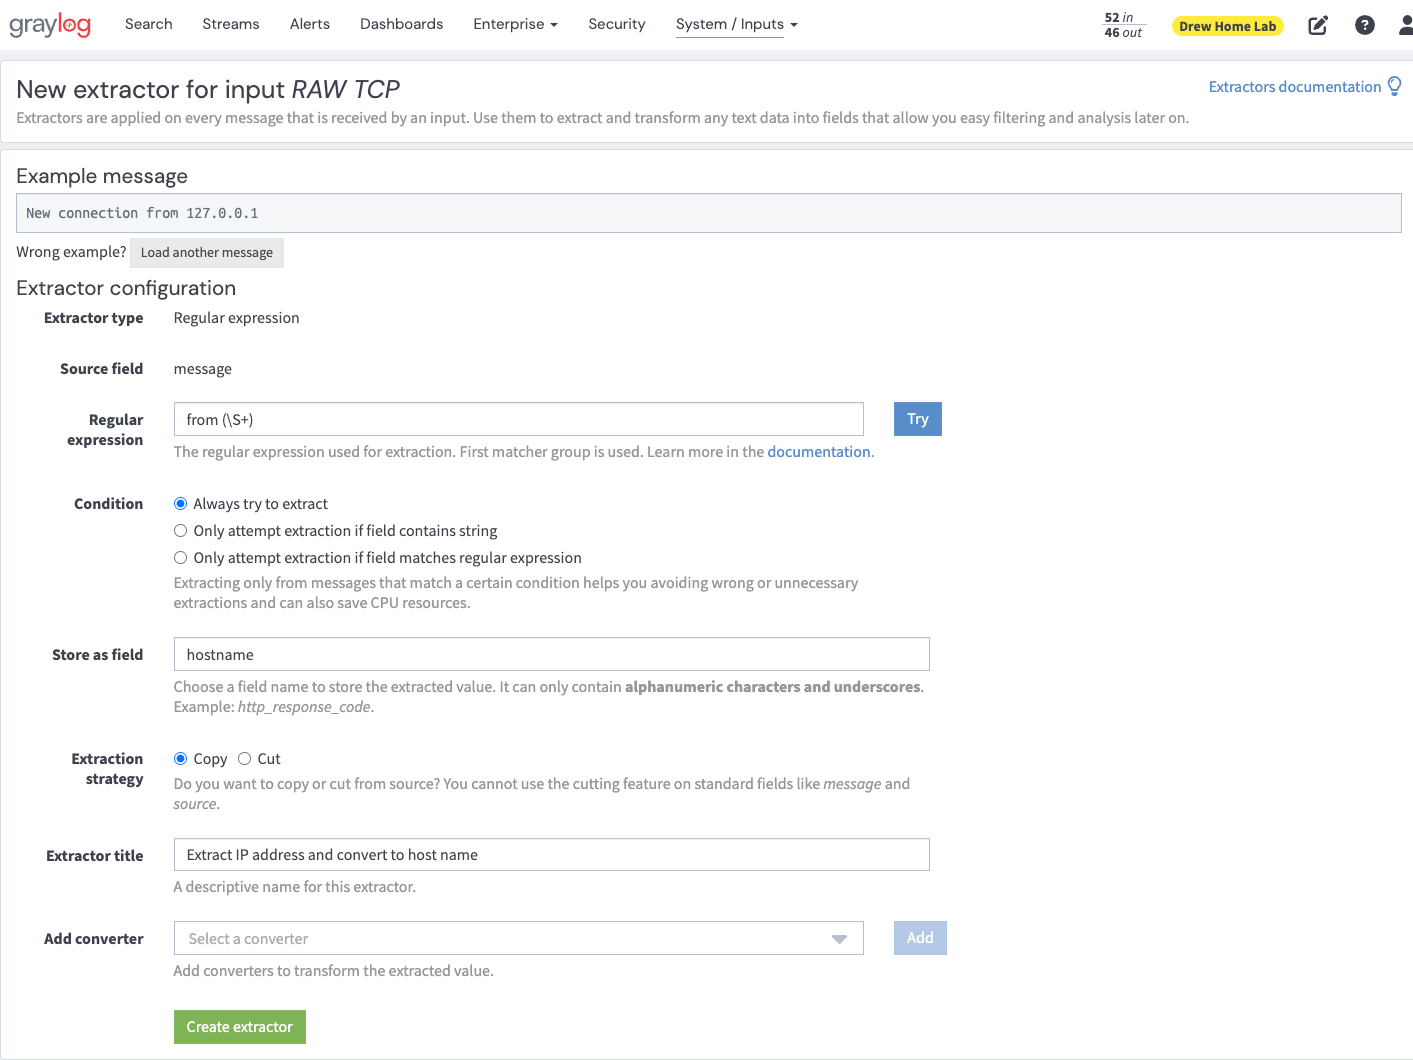 graylog Search Streams Alerts Dashboards Enterprise Security System / Inputs 52 in Drew Home Lab
46 out
New extractor for input RAW TCP Extractors documentation
Extractors are applied on every message that is received by an input. Use them to extract and transform any text data into fields that allow you easy filtering and analysis later on.
Example message
New connection from 127.0.0.1
Wrong example? Load another message
Extractor configuration
Extractor type Regular expression
Source field message
Regular expression from (\S+) Try
The regular expression used for extraction. First matcher group is used. Learn more in the documentation.
Condition Always try to extract
Only attempt extraction if field contains string
Only attempt extraction if field matches regular expression
Extracting only from messages that match a certain condition helps you avoiding wrong or unnecessary
extractions and can also save CPU resources.
Store as field hostname
Choose a field name to store the extracted value. It can only contain alphanumeric characters and underscores.
Example: http_response_code.
Extraction strategy Copy Cut
Do you want to copy or cut from source? You cannot use the cutting feature on standard fields like message and
source.
Extractor title Extract IP address and convert to host name
A descriptive name for this extractor.
Add converter Select a converter Add
Add converters to transform the extracted value.
Create extractor